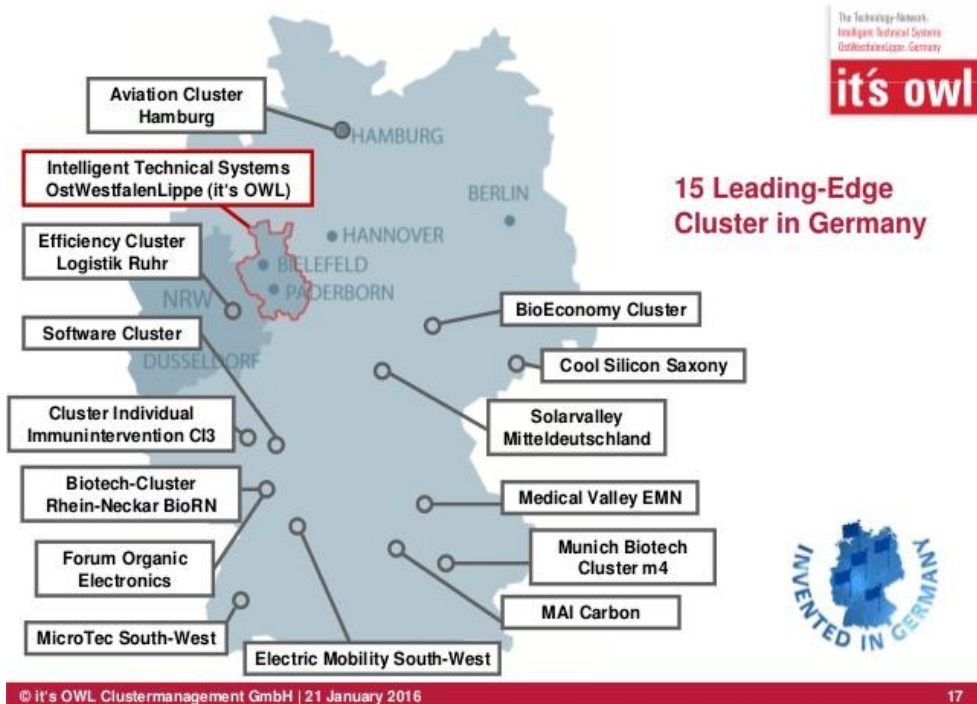 The Technology-Network:
Intelligent Technical Systems
OstWestfalenLippe, Germany
it's owl
15 Leading-Edge
Cluster in Germany
Aviation Cluster
Hamburg
HAMBURG
Intelligent Technical Systems
OstWestfalenLippe (it's OWL)
BERLIN
HANNOVER
Efficiency Cluster
Logistik Ruhr
BIELEFELD
PADERBORN
NRW
BioEconomy Cluster
Software Cluster
DÜSSELDORF
Cool Silicon Saxony
Cluster Individual
Immunintervention CI3
Solarvalley
Mitteldeutschland
Biotech-Cluster
Rhein-Neckar BioRN
Medical Valley EMN
Forum Organic
Electronics
Munich Biotech
Cluster m4
MAI Carbon
MicroTec South-West
Electric Mobility South-West
INVENTED IN GERMANY
© it's OWL Clustermanagement GmbH | 21 January 2016
17